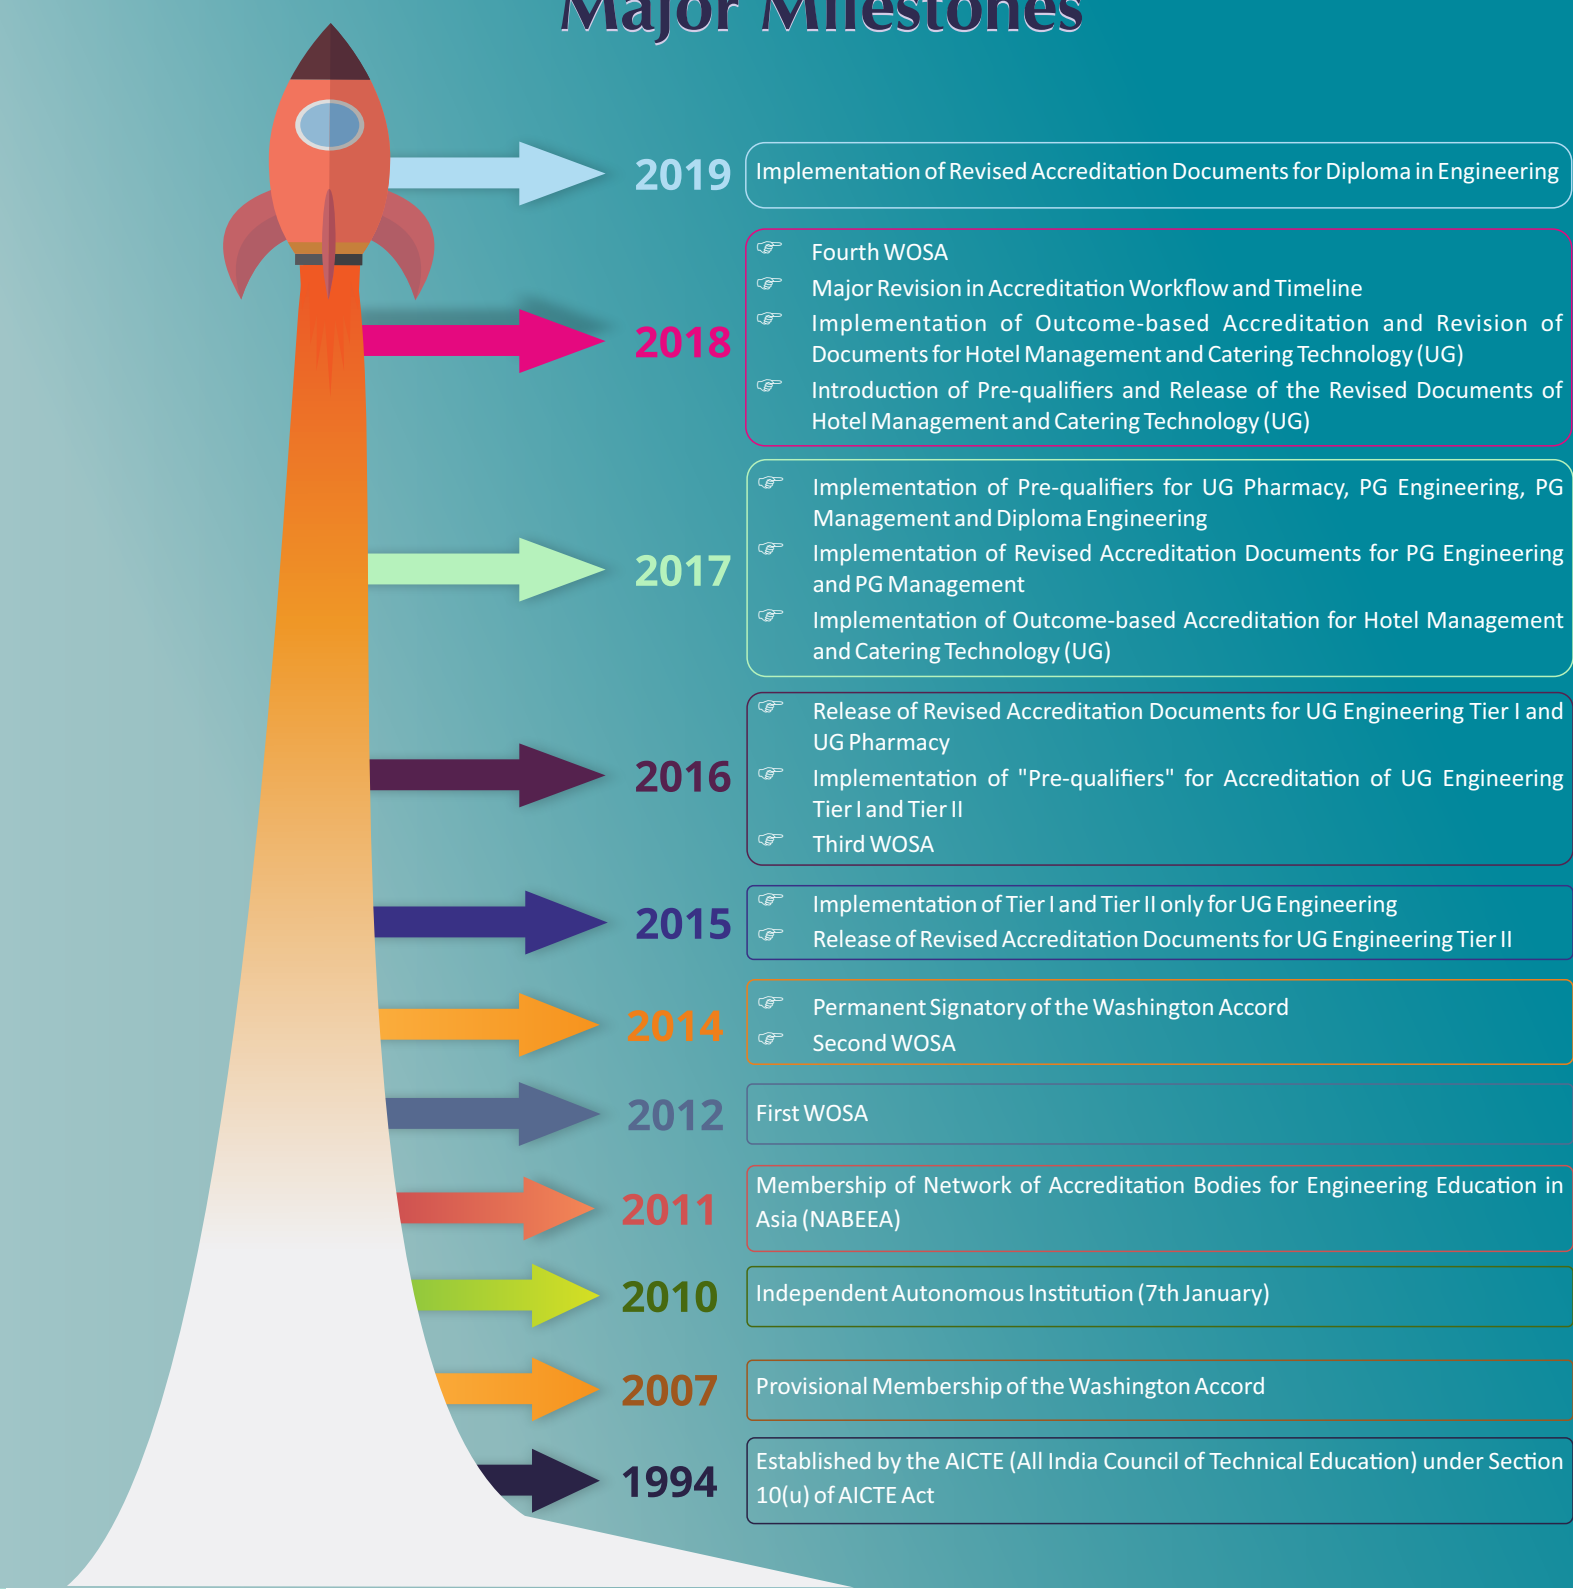 Major Milestones
2019
Implementation of Revised Accreditation Documents for Diploma in Engineering
2018
Fourth WOSA
Major Revision in Accreditation Workflow and Timeline
Implementation of Outcome-based Accreditation and Revision of
Documents for Hotel Management and Catering Technology (UG)
Introduction of Pre-qualifiers and Release of the Revised Documents of
Hotel Management and Catering Technology (UG)
2017
Implementation of Pre-qualifiers for UG Pharmacy, PG Engineering, PG
Management and Diploma Engineering
Implementation of Revised Accreditation Documents for PG Engineering
and PG Management
Implementation of Outcome-based Accreditation for Hotel Management
and Catering Technology (UG)
2016
Release of Revised Accreditation Documents for UG Engineering Tier I and
UG Pharmacy
Implementation of "Pre-qualifiers" for Accreditation of UG Engineering
Tier I and Tier II
Third WOSA
2015
Implementation of Tier I and Tier II only for UG Engineering
Release of Revised Accreditation Documents for UG Engineering Tier II
2014
Permanent Signatory of the Washington Accord
Second WOSA
2012
First WOSA
2011
Membership of Network of Accreditation Bodies for Engineering Education in
Asia (NABEEA)
2010
Independent Autonomous Institution (7th January)
2007
Provisional Membership of the Washington Accord
1994
Established by the AICTE (All India Council of Technical Education) under Section
10(u) of AICTE Act